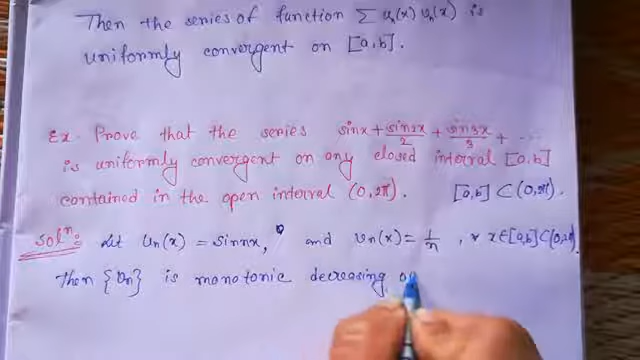 Then the series of function ∑ uₙ(x) vₙ(x) is
uniformly convergent on [a,b].
Ex. Prove that the series sinx + sin2x/2 + sin3x/3 + ...
is uniformly convergent on any closed interval [a,b]
contained in the open interval (0,2π). [a,b] ⊂ (0,2π).
Solⁿ: Let uₙ(x) = sinnx, and vₙ(x) = 1/n, ∀ x∈[a,b]⊂(0,2π).
Then {vₙ} is monotonic decreasing